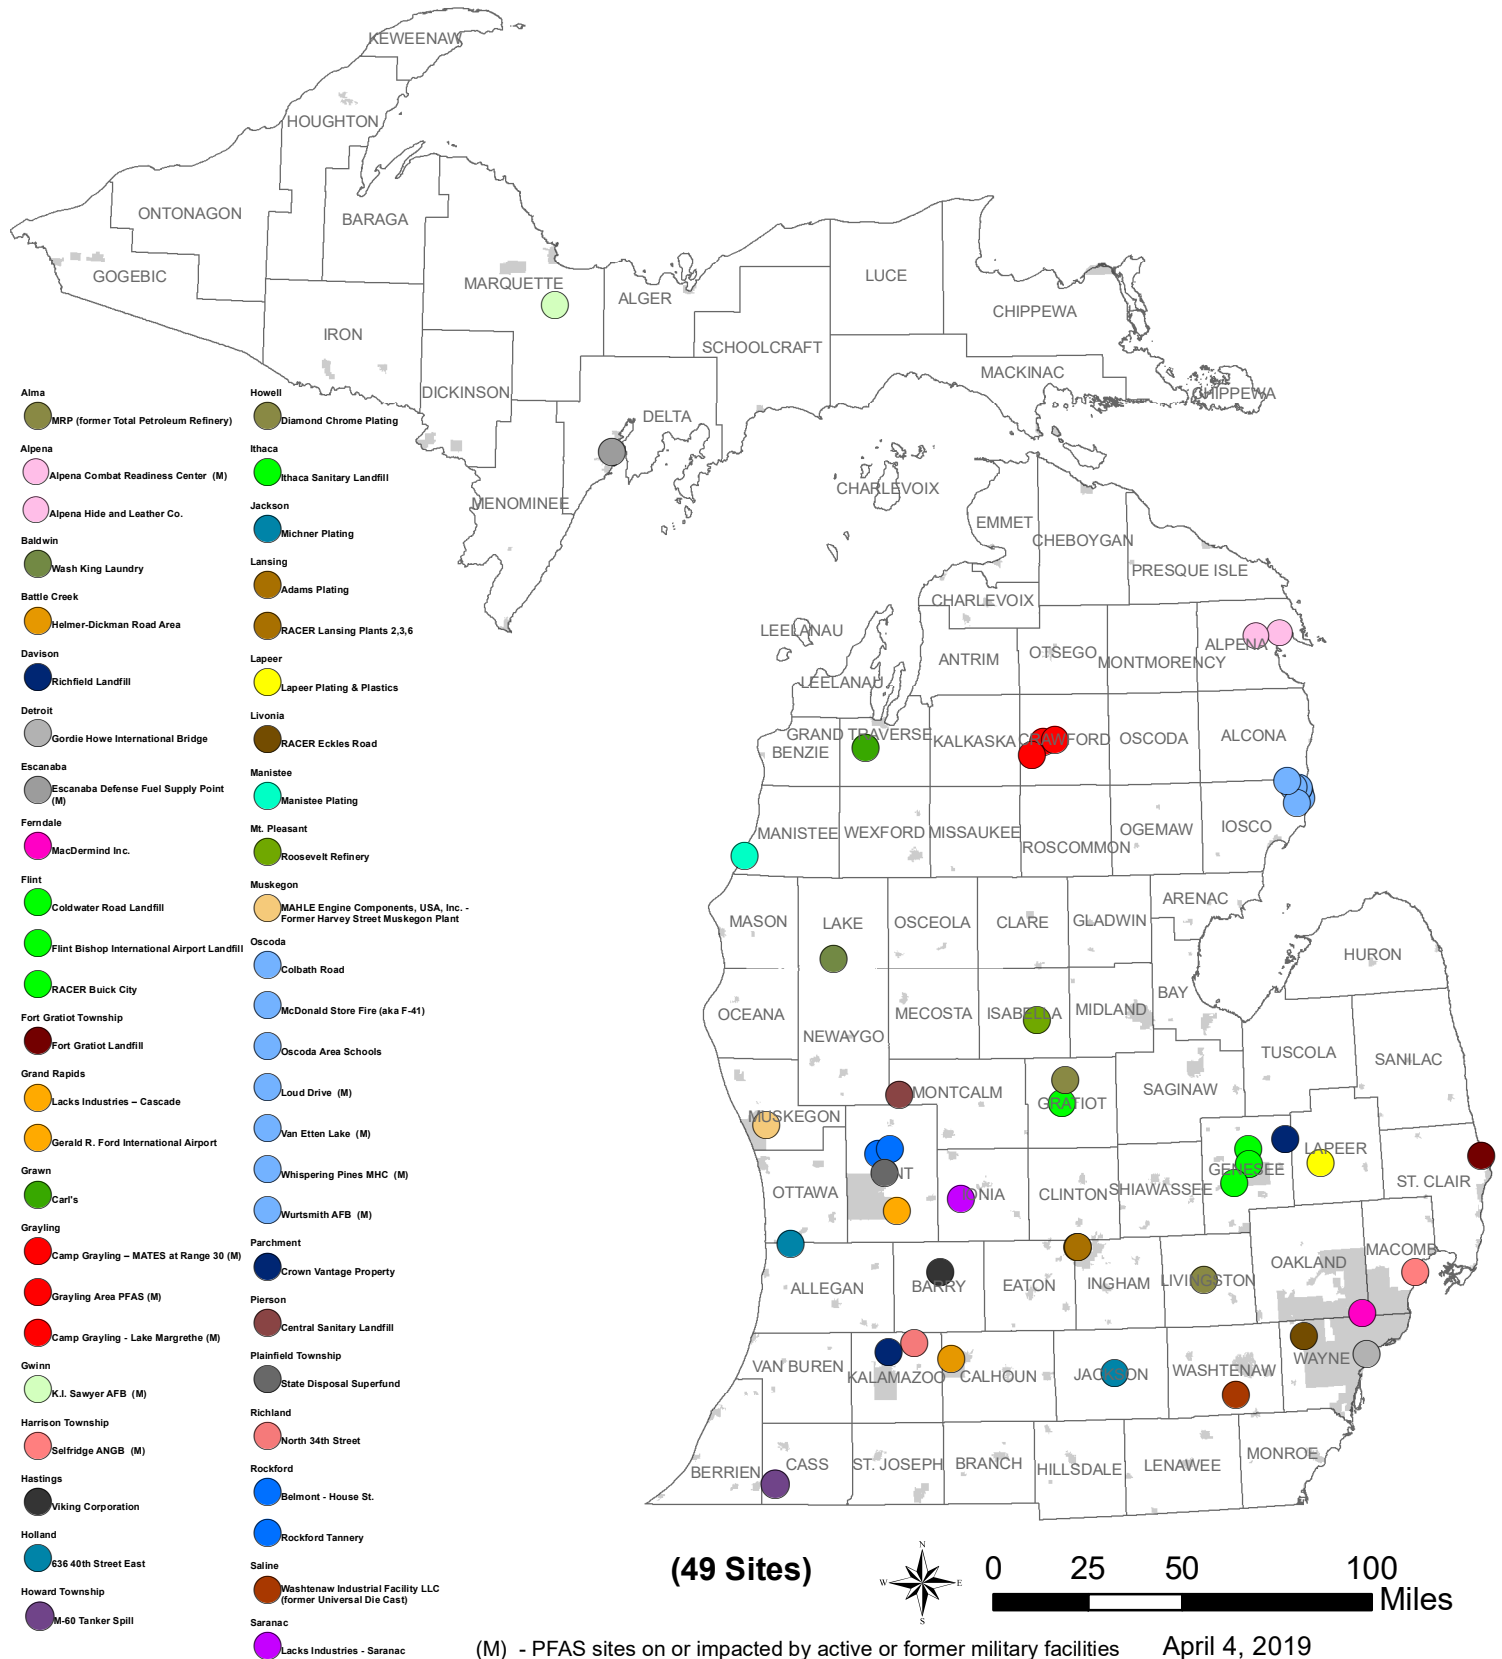 KEWEENAW
HOUGHTON
ONTONAGON
BARAGA
GOGEBIC
MARQUETTE
ALGER
LUCE
CHIPPEWA
IRON
SCHOOLCRAFT
MACKINAC
DICKINSON
CHIPPEWA
DELTA
MENOMINEE
CHARLEVOIX
EMMET
CHEBOYGAN
PRESQUE ISLE
CHARLEVOIX
LEELANAU
ANTRIM
OTSEGO
MONTMORENCY
ALPENA
LEELANAU
GRAND TRAVERSE
BENZIE
KALKASKA
CRAWFORD
OSCODA
ALCONA
MANISTEE
WEXFORD
MISSAUKEE
ROSCOMMON
OGEMAW
IOSCO
ARENAC
MASON
LAKE
OSCEOLA
CLARE
GLADWIN
HURON
OCEANA
NEWAYGO
MECOSTA
ISABELLA
MIDLAND
BAY
TUSCOLA
SANILAC
MUSKEGON
MONTCALM
GRATIOT
SAGINAW
GENESEE
LAPEER
ST. CLAIR
OTTAWA
NT
IONIA
CLINTON
SHIAWASSEE
ALLEGAN
BARRY
EATON
INGHAM
LIVINGSTON
OAKLAND
MACOMB
VAN BUREN
KALAMAZOO
CALHOUN
JACKSON
WASHTENAW
WAYNE
BERRIEN
CASS
ST. JOSEPH
BRANCH
HILLSDALE
LENAWEE
MONROE
Alma
MRP (former Total Petroleum Refinery)
Alpena
Alpena Combat Readiness Center (M)
Alpena Hide and Leather Co.
Baldwin
Wash King Laundry
Battle Creek
Helmer-Dickman Road Area
Davison
Richfield Landfill
Detroit
Gordie Howe International Bridge
Escanaba
Escanaba Defense Fuel Supply Point
(M)
Ferndale
MacDermind Inc.
Flint
Coldwater Road Landfill
Flint Bishop International Airport Landfill
RACER Buick City
Fort Gratiot Township
Fort Gratiot Landfill
Grand Rapids
Lacks Industries – Cascade
Gerald R. Ford International Airport
Grawn
Carl's
Grayling
Camp Grayling – MATES at Range 30 (M)
Grayling Area PFAS (M)
Camp Grayling - Lake Margrethe (M)
Gwinn
K.I. Sawyer AFB (M)
Harrison Township
Selfridge ANGB (M)
Hastings
Viking Corporation
Holland
636 40th Street East
Howard Township
M-60 Tanker Spill
Howell
Diamond Chrome Plating
Ithaca
Ithaca Sanitary Landfill
Jackson
Michner Plating
Lansing
Adams Plating
RACER Lansing Plants 2,3,6
Lapeer
Lapeer Plating & Plastics
Livonia
RACER Eckles Road
Manistee
Manistee Plating
Mt. Pleasant
Roosevelt Refinery
Muskegon
MAHLE Engine Components, USA, Inc. -
Former Harvey Street Muskegon Plant
Oscoda
Colbath Road
McDonald Store Fire (aka F-41)
Oscoda Area Schools
Loud Drive (M)
Van Etten Lake (M)
Whispering Pines MHC (M)
Wurtsmith AFB (M)
Parchment
Crown Vantage Property
Pierson
Central Sanitary Landfill
Plainfield Township
State Disposal Superfund
Richland
North 34th Street
Rockford
Belmont - House St.
Rockford Tannery
Saline
Washtenaw Industrial Facility LLC
(former Universal Die Cast)
Saranac
Lacks Industries - Saranac
(49 Sites)
N
W E
S
0 25 50 100
Miles
(M) - PFAS sites on or impacted by active or former military facilities
April 4, 2019